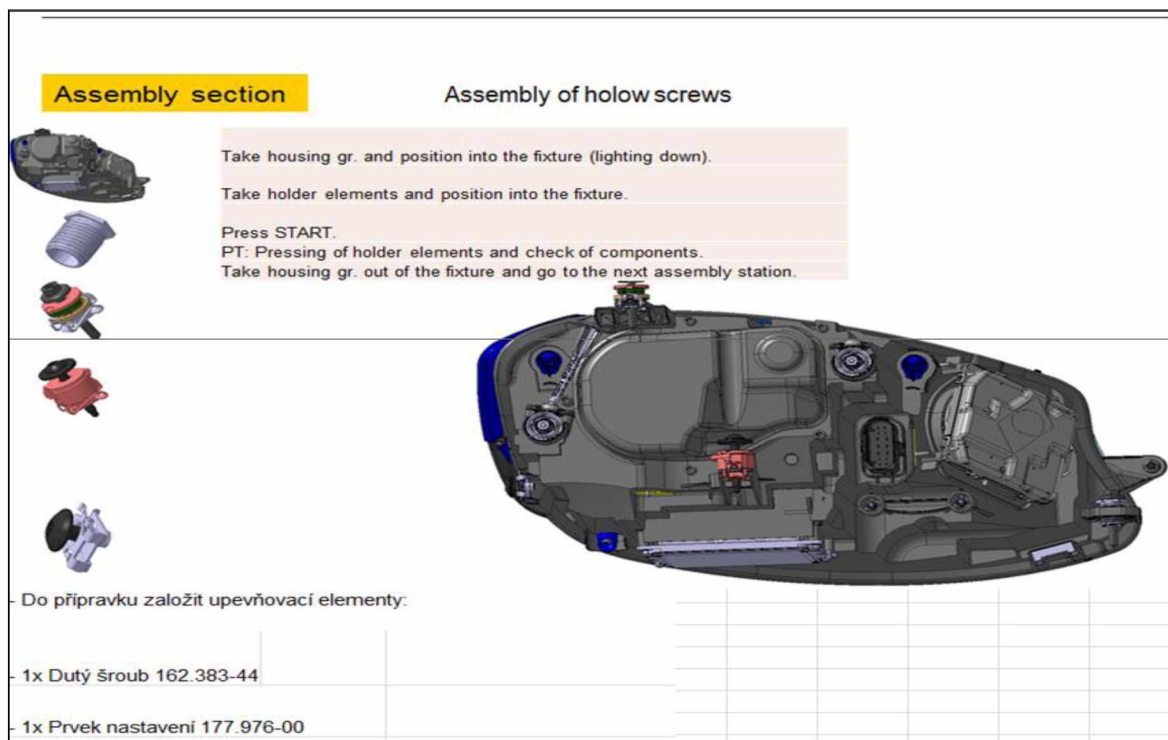 Assembly section
Assembly of holow screws
Take housing gr. and position into the fixture (lighting down).
Take holder elements and position into the fixture.
Press START.
PT: Pressing of holder elements and check of components.
Take housing gr. out of the fixture and go to the next assembly station.
- Do přípravku založit upevňovací elementy:
- 1x Dutý šroub 162.383-44
- 1x Prvek nastavení 177.976-00